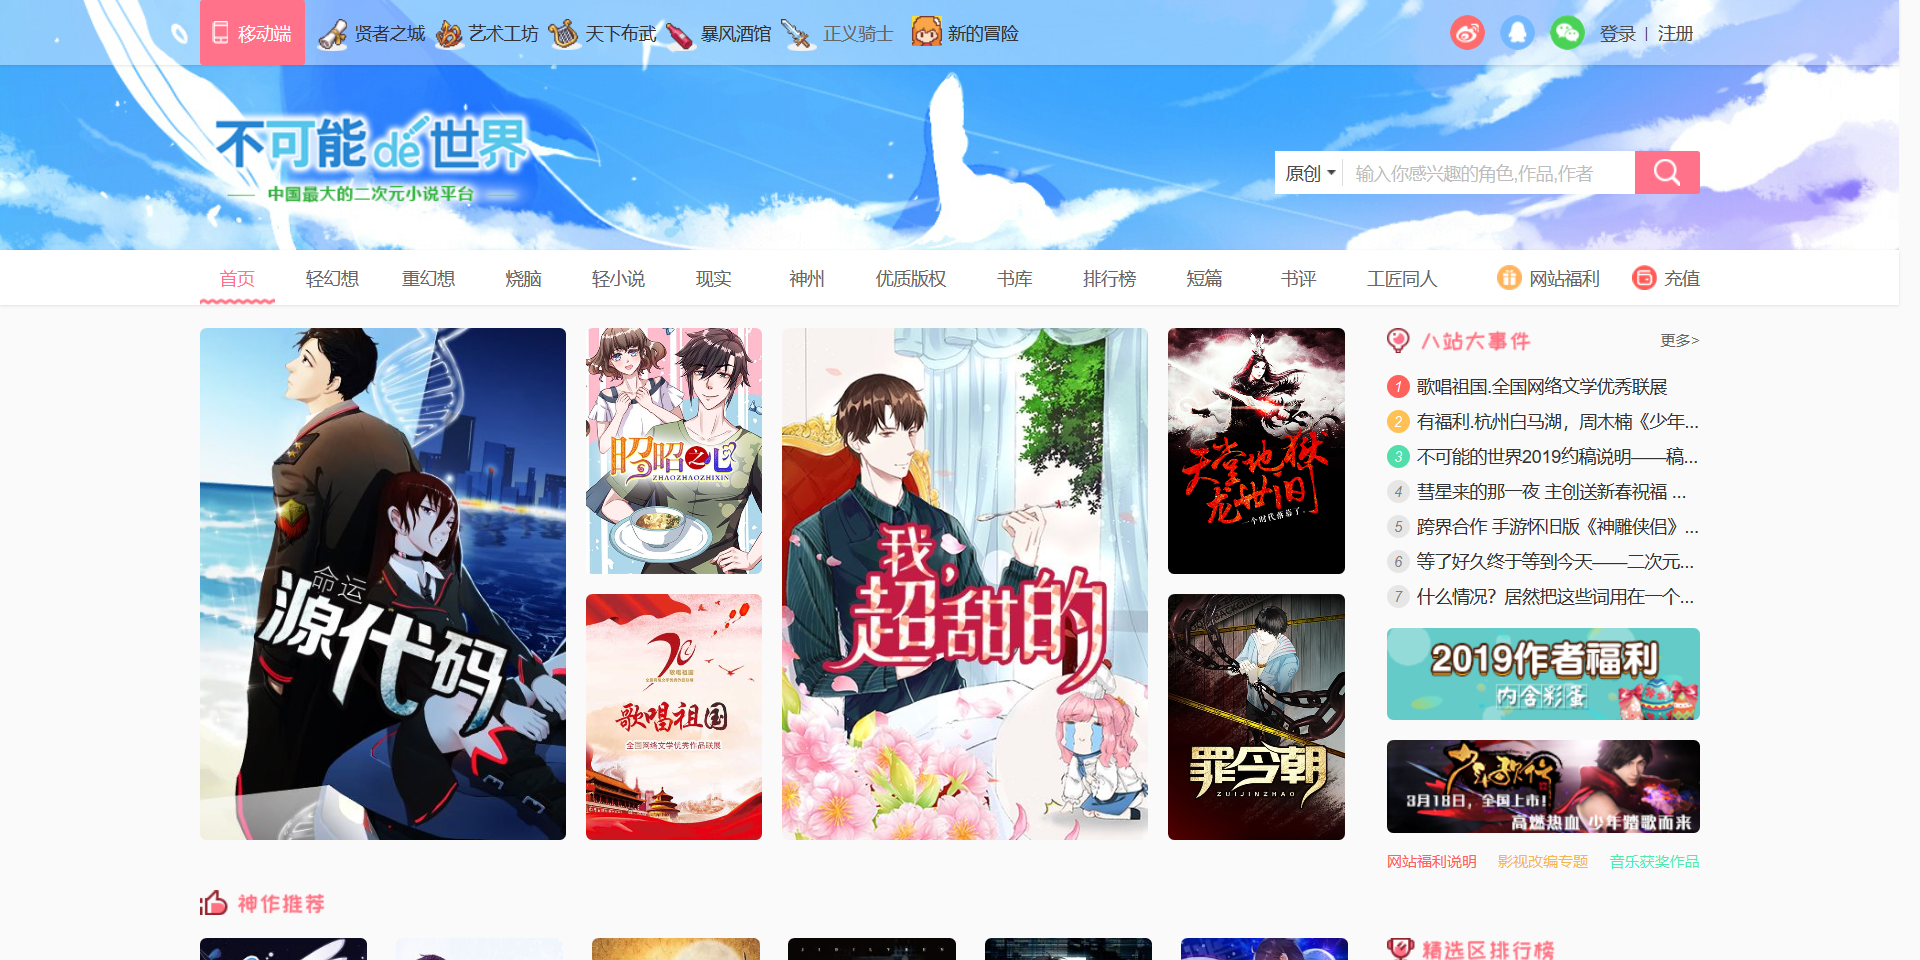 移动端 贤者之城 艺术工坊 天下布武 暴风酒馆 正义骑士 新的冒险 登录 | 注册
不可能de世界
中国最大的二次元小说平台
原创 输入你感兴趣的角色,作品,作者
首页 轻幻想 重幻想 烧脑 轻小说 现实 神州 优质版权 书库 排行榜 短篇 书评 工匠同人 网站福利 充值
命运
源代码
昭昭之心
ZHAOZHAOZHIXIN
歌唱祖国
全国网络文学优秀作品联展
我,
超甜的
天堂地狱
龙世旧
一个时代落幕了.
罪今朝
ZUIJINZHAO
八站大事件 更多>
1 歌唱祖国.全国网络文学优秀联展
2 有福利.杭州白马湖，周木楠《少年...
3 不可能的世界2019约稿说明——稿...
4 彗星来的那一夜 主创送新春祝福 ...
5 跨界合作 手游怀旧版《神雕侠侣》...
6 等了好久终于等到今天——二次元...
7 什么情况？居然把这些词用在一个...
2019作者福利
内含彩蛋
少年歌行
3月18日，全国上市！
高燃热血 少年踏歌而来
网站福利说明 影视改编专题 音乐获奖作品
神作推荐
精选区排行榜